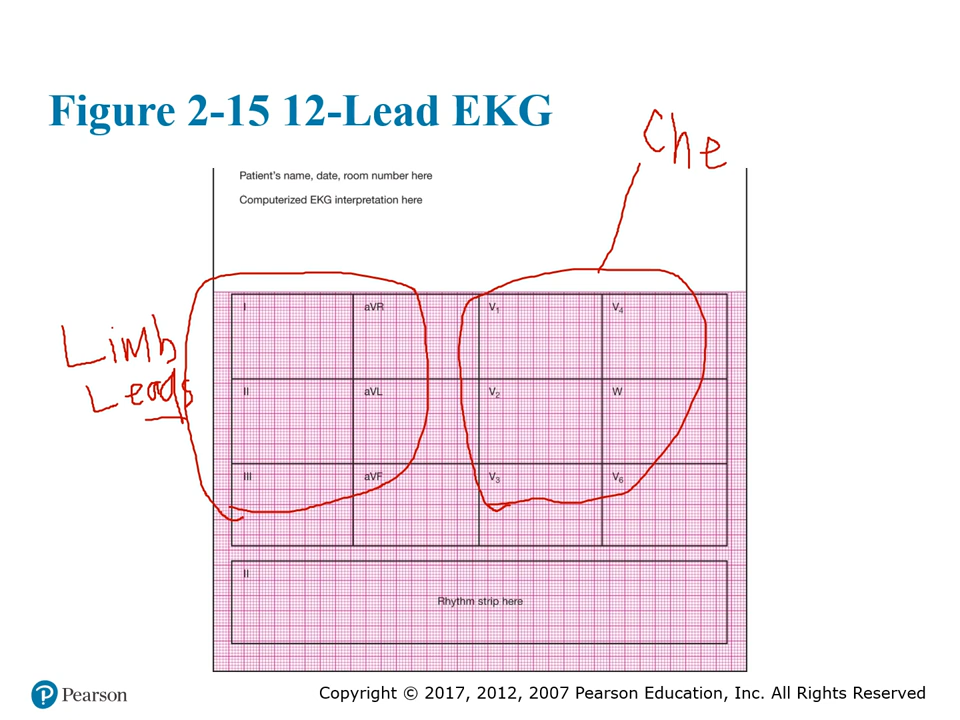 Figure 2-15 12-Lead EKG
Che
Patient's name, date, room number here
Computerized EKG interpretation here
I aVR V1 V4
Limb
Leads
II aVL V2 W
III aVF V3 V6
II
Rhythm strip here
Pearson
Copyright © 2017, 2012, 2007 Pearson Education, Inc. All Rights Reserved